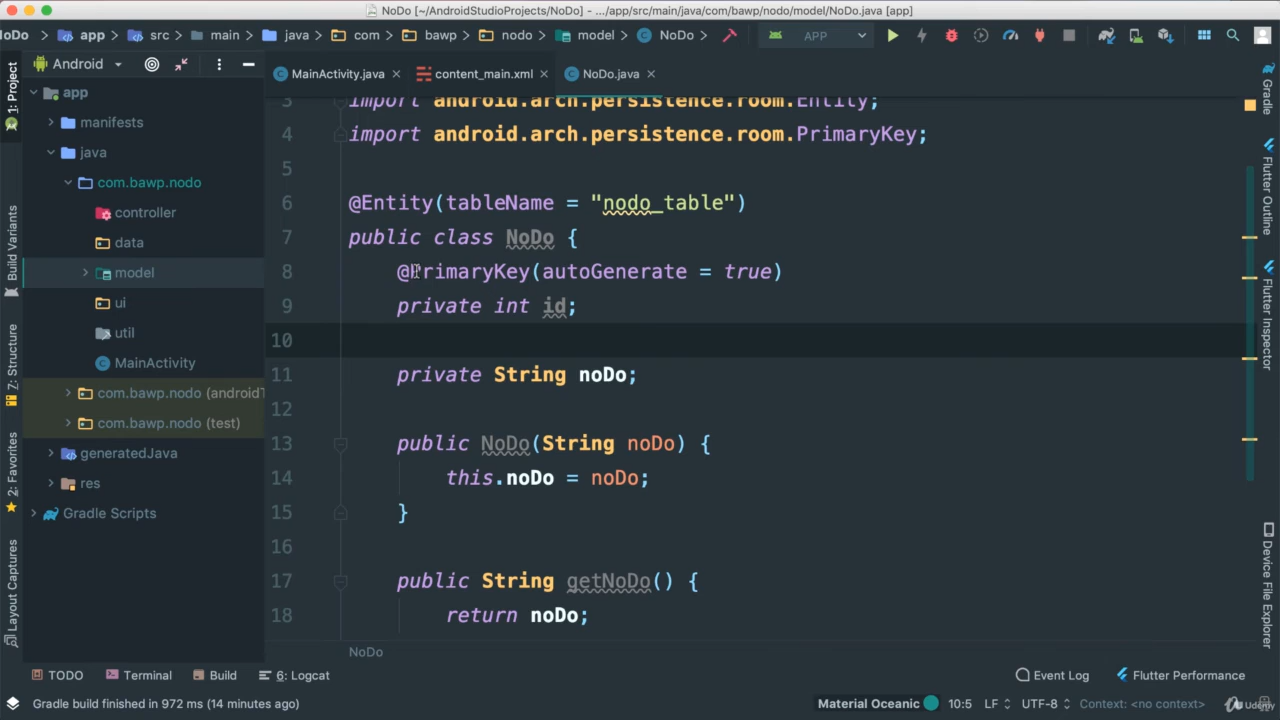 NoDo [~/AndroidStudioProjects/NoDo] - .../app/src/main/java/com/bawp/nodo/model/NoDo.java [app]
oDo app src main java com bawp nodo model NoDo APP
Android
MainActivity.java
content_main.xml
NoDo.java
1: Project
Build Variants
7: Structure
2: Favorites
Layout Captures
app
manifests
java
com.bawp.nodo
controller
data
model
ui
util
MainActivity
com.bawp.nodo (androidT
com.bawp.nodo (test)
generatedJava
res
Gradle Scripts
3 import android.arch.persistence.room.Entity;
4 import android.arch.persistence.room.PrimaryKey;
5
6 @Entity(tableName = "nodo_table")
7 public class NoDo {
8 @PrimaryKey(autoGenerate = true)
9 private int id;
10
11 private String noDo;
12
13 public NoDo(String noDo) {
14 this.noDo = noDo;
15 }
16
17 public String getNoDo() {
18 return noDo;
NoDo
Gradle
Flutter Outline
Flutter Inspector
Device File Explorer
TODO Terminal Build 6: Logcat Event Log Flutter Performance
Gradle build finished in 972 ms (14 minutes ago) Material Oceanic 10:5 LF UTF-8 Context: <no context>
Udemy